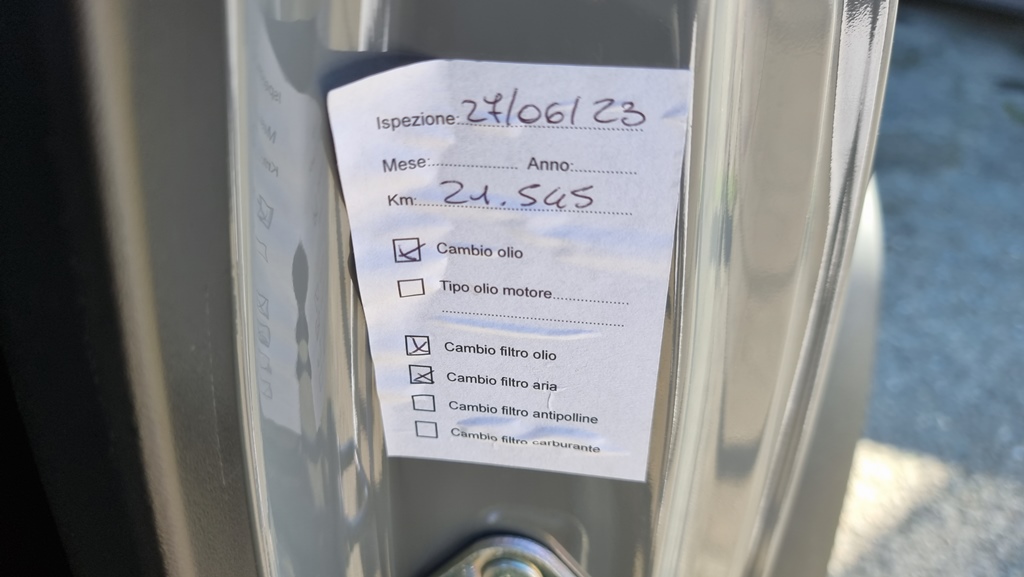 Ispezione: 27/06/23
Mese:.................... Anno:..............
Km: 21.545
Cambio olio
Tipo olio motore................
........................................
Cambio filtro olio
Cambio filtro aria
Cambio filtro antipolline
Cambio filtro carburante